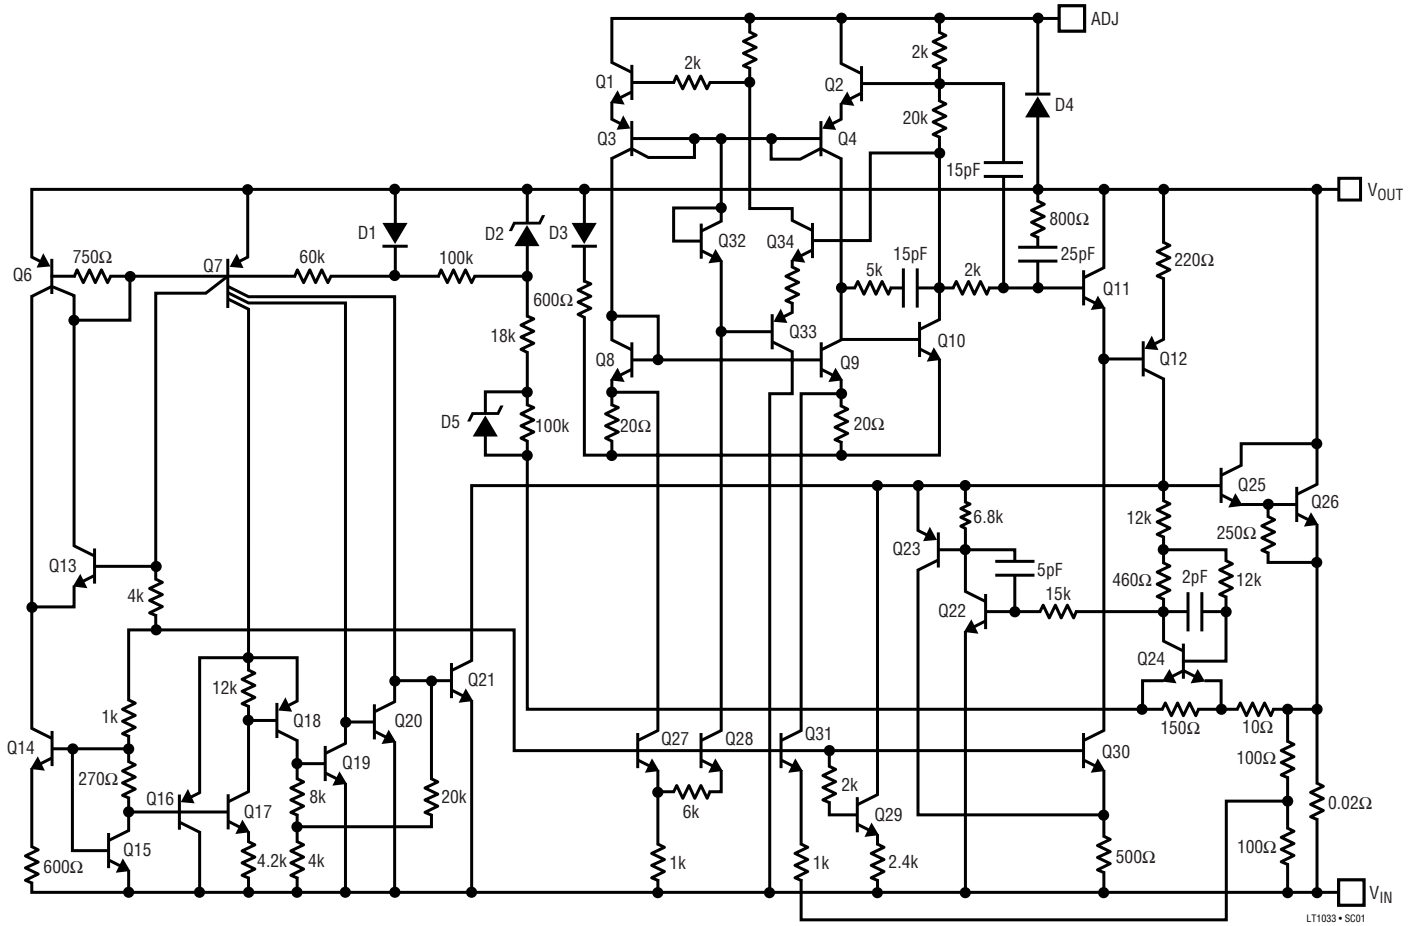 ADJ
2k
Q1
Q2
2k
D4
20k
Q3
Q4
15pF
VOUT
800Ω
D1
D2
D3
Q32
Q34
750Ω
Q7
60k
100k
15pF
25pF
220Ω
Q6
5k
2k
Q11
600Ω
18k
Q33
Q10
Q12
Q8
Q9
D5
100k
20Ω
20Ω
Q25
Q26
6.8k
12k
250Ω
Q23
Q13
5pF
460Ω
2pF
12k
4k
15k
Q22
Q24
12k
Q21
1k
Q18
Q20
150Ω
10Ω
Q14
Q27
Q28
Q31
Q30
100Ω
270Ω
Q19
Q16
8k
2k
Q17
20k
6k
0.02Ω
Q29
Q15
100Ω
600Ω
4.2k
4k
1k
1k
2.4k
500Ω
VIN
LT1033 • SC01